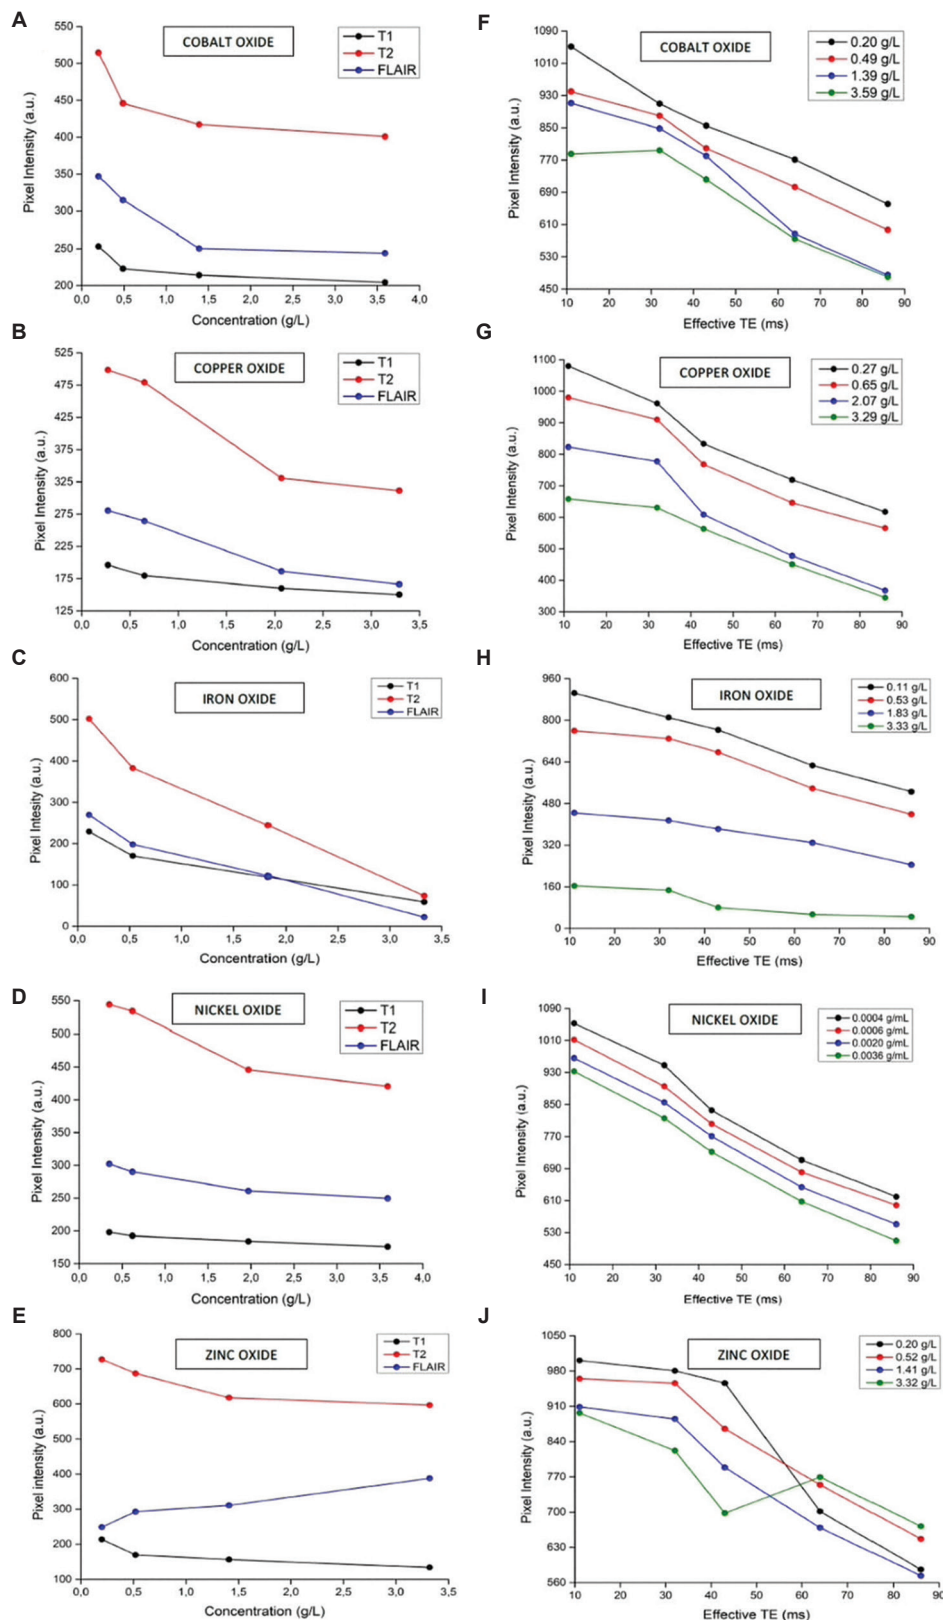 A
COBALT OXIDE
T1
T2
FLAIR
550
500
450
400
350
300
250
200
Pixel Intensity (a.u.)
0,0 0,5 1,0 1,5 2,0 2,5 3,0 3,5 4,0
Concentration (g/L)
F
COBALT OXIDE
0.20 g/L
0.49 g/L
1.39 g/L
3.59 g/L
1090
1010
930
850
770
690
610
530
450
Pixel Intensity (a.u.)
10 20 30 40 50 60 70 80 90
Effective TE (ms)
B
COPPER OXIDE
T1
T2
FLAIR
525
475
425
375
325
275
225
175
125
Pixel Intensity (a.u.)
0,0 0,5 1,0 1,5 2,0 2,5 3,0 3,5
Concentration (g/L)
G
COPPER OXIDE
0.27 g/L
0.65 g/L
2.07 g/L
3.29 g/L
1100
1000
900
800
700
600
500
400
300
Pixel Intensity (a.u.)
10 20 30 40 50 60 70 80 90
Effective TE (ms)
C
IRON OXIDE
T1
T2
FLAIR
600
500
400
300
200
100
0
Pixel Intesity (a.u.)
0,0 0,5 1,0 1,5 2,0 2,5 3,0 3,5
Concentration (g/L)
H
IRON OXIDE
0.11 g/L
0.53 g/L
1.83 g/L
3.33 g/L
960
800
640
480
320
160
0
Pixel Intensity (a.u.)
10 20 30 40 50 60 70 80 90
Effective TE (ms)
D
NICKEL OXIDE
T1
T2
FLAIR
550
500
450
400
350
300
250
200
150
Pixel Intensity (a.u.)
0,0 0,5 1,0 1,5 2,0 2,5 3,0 3,5 4,0
Concentration (g/L)
I
NICKEL OXIDE
0.0004 g/mL
0.0006 g/mL
0.0020 g/mL
0.0036 g/mL
1090
1010
930
850
770
690
610
530
450
Pixel Intensity (a.u.)
10 20 30 40 50 60 70 80 90
Effective TE (ms)
E
ZINC OXIDE
T1
T2
FLAIR
800
700
600
500
400
300
200
100
Pixel intensity (a.u.)
0,0 0,5 1,0 1,5 2,0 2,5 3,0 3,5
Concentration (g/L)
J
ZINC OXIDE
0.20 g/L
0.52 g/L
1.41 g/L
3.32 g/L
1050
980
910
840
770
700
630
560
Pixel Intensity (a.u.)
10 20 30 40 50 60 70 80 90
Effective TE (ms)